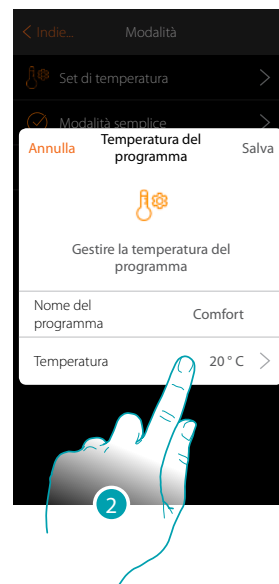 < Indie... Modalità
Set di temperatura >
Modalità semplice >
Annulla Temperatura del programma Salva
Gestire la temperatura del
programma
Nome del
programma Comfort
Temperatura 20 ° C >
2